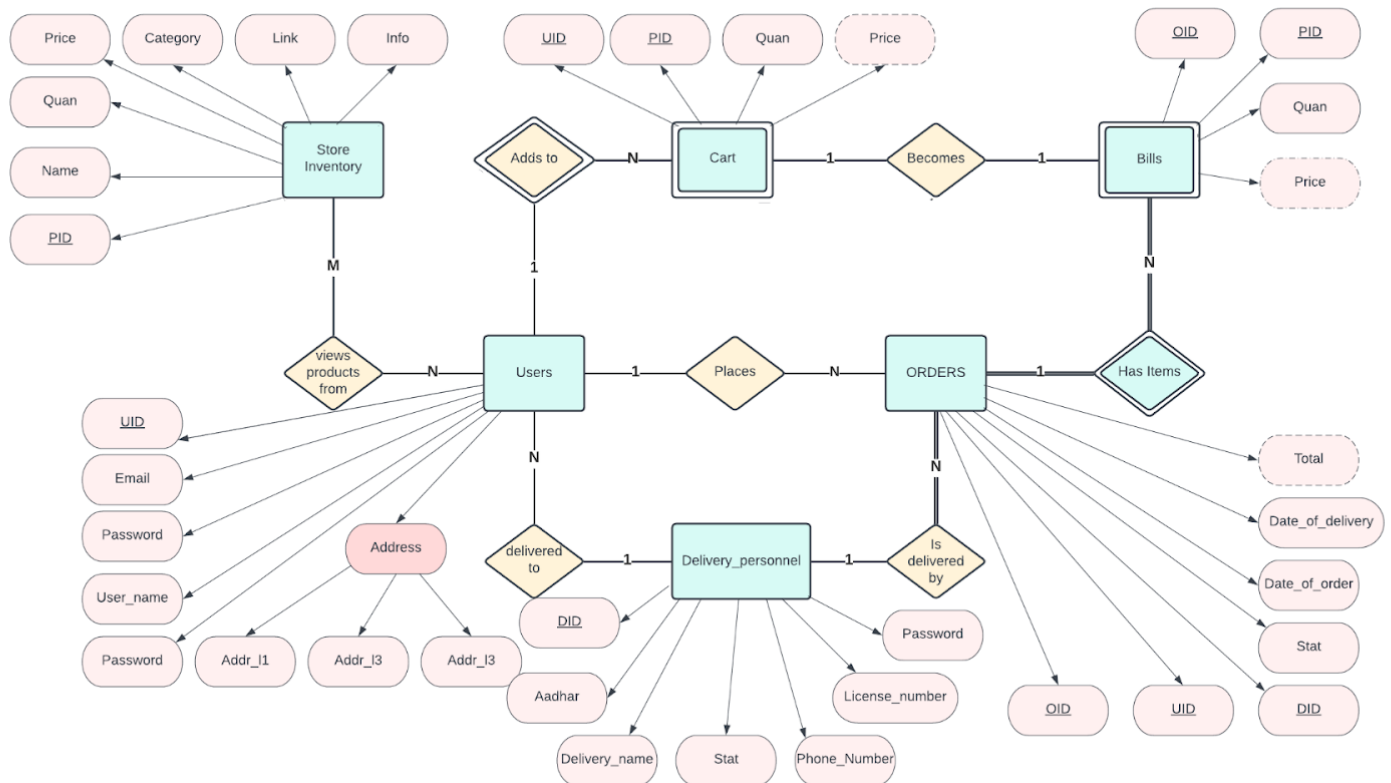 Price
Category
Link
Info
UID
PID
Quan
Price
OID
PID
Quan
Quan
Store
Inventory
Adds to
N
Cart
1
Becomes
1
Bills
Name
Price
PID
M
1
N
views
products
from
N
Users
1
Places
N
ORDERS
1
Has Items
UID
Email
Password
User_name
Password
Address
Addr_l1
Addr_l3
Addr_l3
N
delivered
to
1
Delivery_personnel
1
Is
delivered
by
N
Total
Date_of_delivery
Date_of_order
Stat
DID
UID
OID
DID
Aadhar
Delivery_name
Stat
Phone_Number
License_number
Password